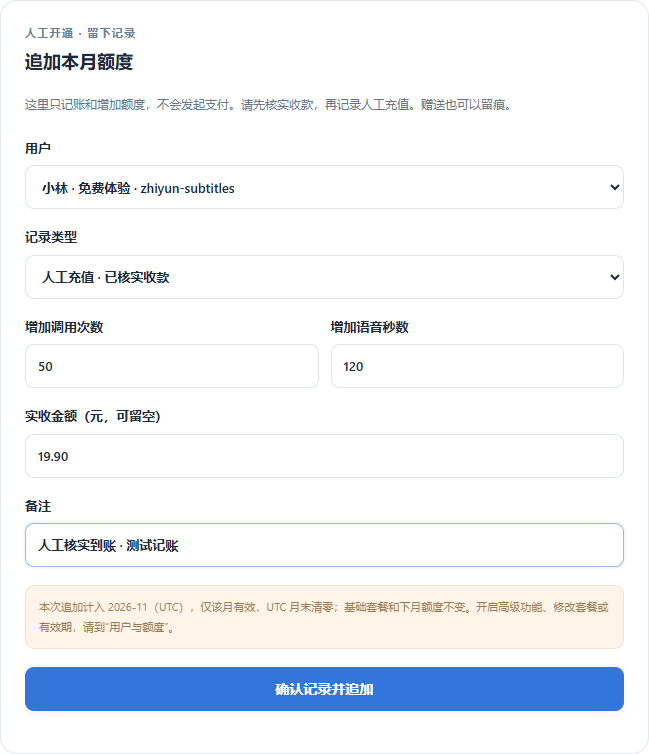 人工开通 · 留下记录
追加本月额度
这里只记账和增加额度，不会发起支付。请先核实收款，再记录人工充值。赠送也可以留痕。
用户
小林 · 免费体验 · zhiyun-subtitles
记录类型
人工充值 · 已核实收款
增加调用次数
增加语音秒数
50
120
实收金额（元，可留空）
19.90
备注
人工核实到账 · 测试记账
本次追加计入 2026-11（UTC），仅该月有效，UTC 月末清零；基础套餐和下月额度不变。开启高级功能、修改套餐或
有效期，请到“用户与额度”。
确认记录并追加